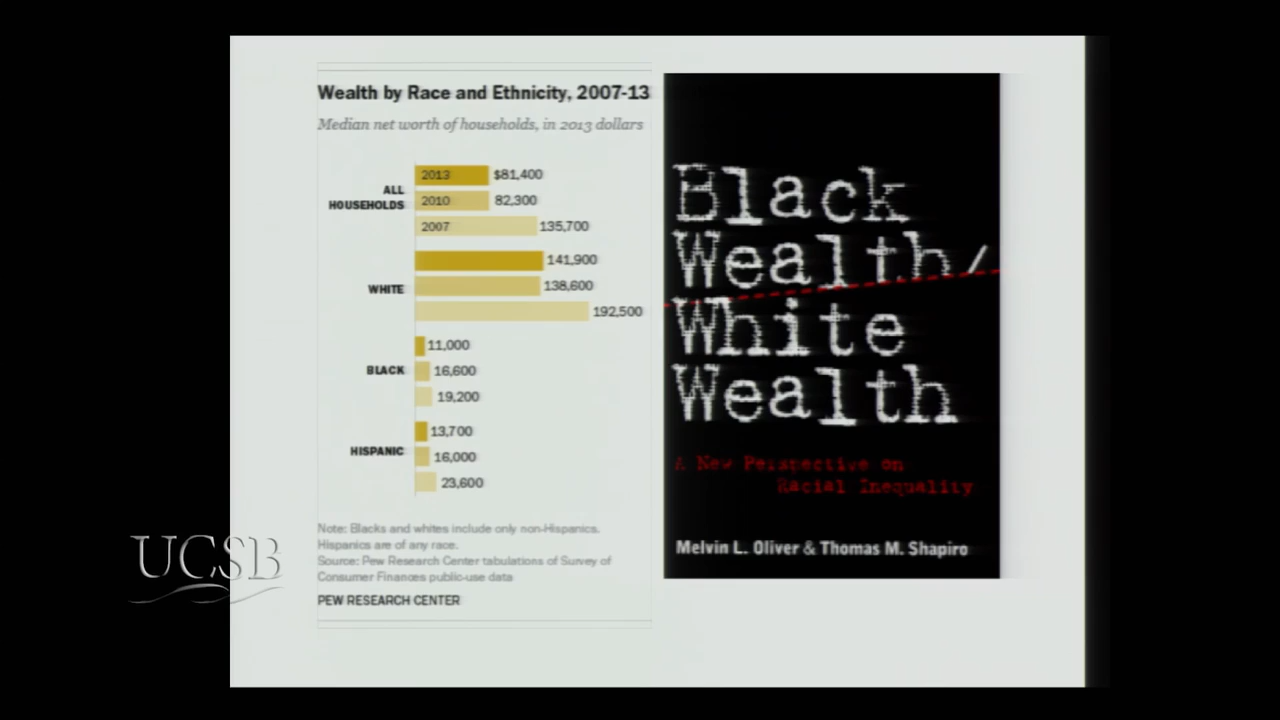 Wealth by Race and Ethnicity, 2007-13
Median net worth of households, in 2013 dollars
ALL
HOUSEHOLDS
2013 $81,400
2010 82,300
2007 135,700
WHITE
141,900
138,600
192,500
BLACK
11,000
16,600
19,200
HISPANIC
13,700
16,000
23,600
Note: Blacks and whites include only non-Hispanics.
Hispanics are of any race.
Source: Pew Research Center tabulations of Survey of
Consumer Finances public-use data
PEW RESEARCH CENTER
Black
Wealth/
White
Wealth
A New Perspective on
Racial Inequality
Melvin L. Oliver & Thomas M. Shapiro
UCSB